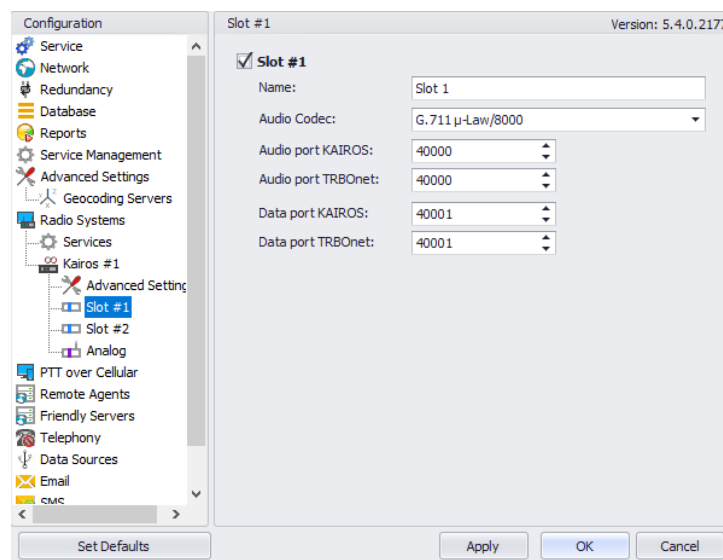 Configuration
Service
Network
Redundancy
Database
Reports
Service Management
Advanced Settings
Geocoding Servers
Radio Systems
Services
Kairos #1
Advanced Setting
Slot #1
Slot #2
Analog
PTT over Cellular
Remote Agents
Friendly Servers
Telephony
Data Sources
Email
SMS
Set Defaults
Slot #1
Version: 5.4.0.2177
Slot #1
Name:
Slot 1
Audio Codec:
G.711 µ-Law/8000
Audio port KAIROS:
40000
Audio port TRBOnet:
40000
Data port KAIROS:
40001
Data port TRBOnet:
40001
Apply
OK
Cancel